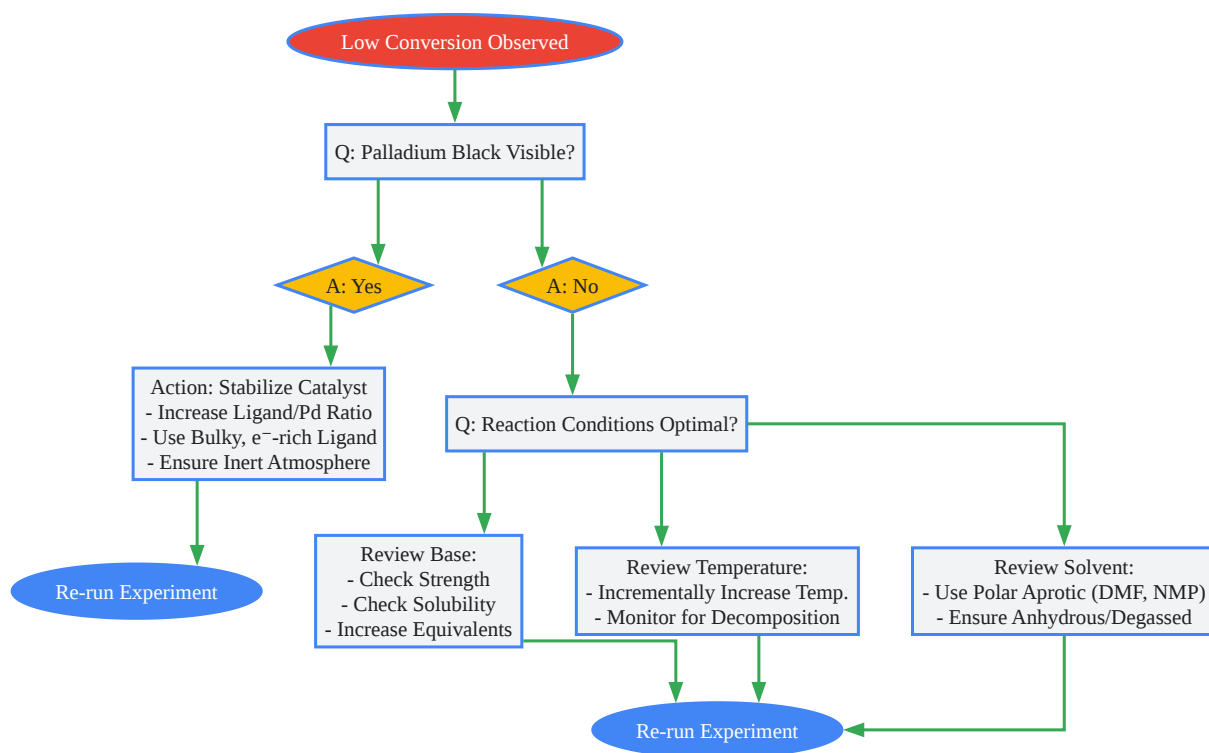 Low Conversion Observed
Q: Palladium Black Visible?
A: Yes
A: No
Action: Stabilize Catalyst
- Increase Ligand/Pd Ratio
- Use Bulky, e⁻-rich Ligand
- Ensure Inert Atmosphere
Q: Reaction Conditions Optimal?
Re-run Experiment
Review Base:
- Check Strength
- Check Solubility
- Increase Equivalents
Review Temperature:
- Incrementally Increase Temp.
- Monitor for Decomposition
Review Solvent:
- Use Polar Aprotic (DMF, NMP)
- Ensure Anhydrous/Degassed
Re-run Experiment